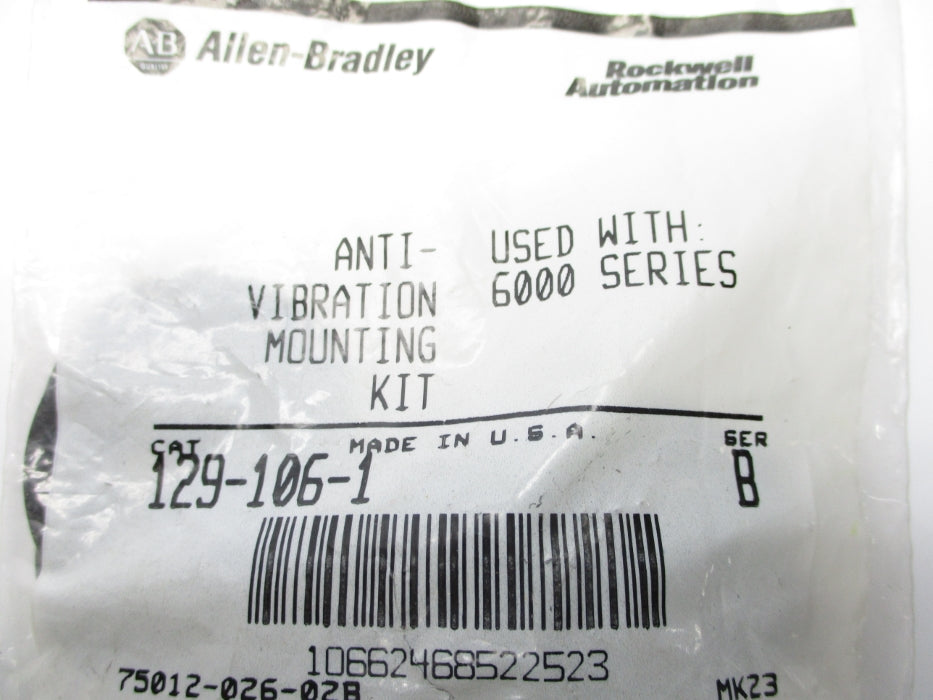 AB QUALITY Allen-Bradley
Rockwell
Automation
ANTI-
VIBRATION
MOUNTING
KIT
USED WITH:
6000 SERIES
MADE IN U.S.A.
CAT
129-106-1
SER
B
10662468522523
75012-026-02B
MK23